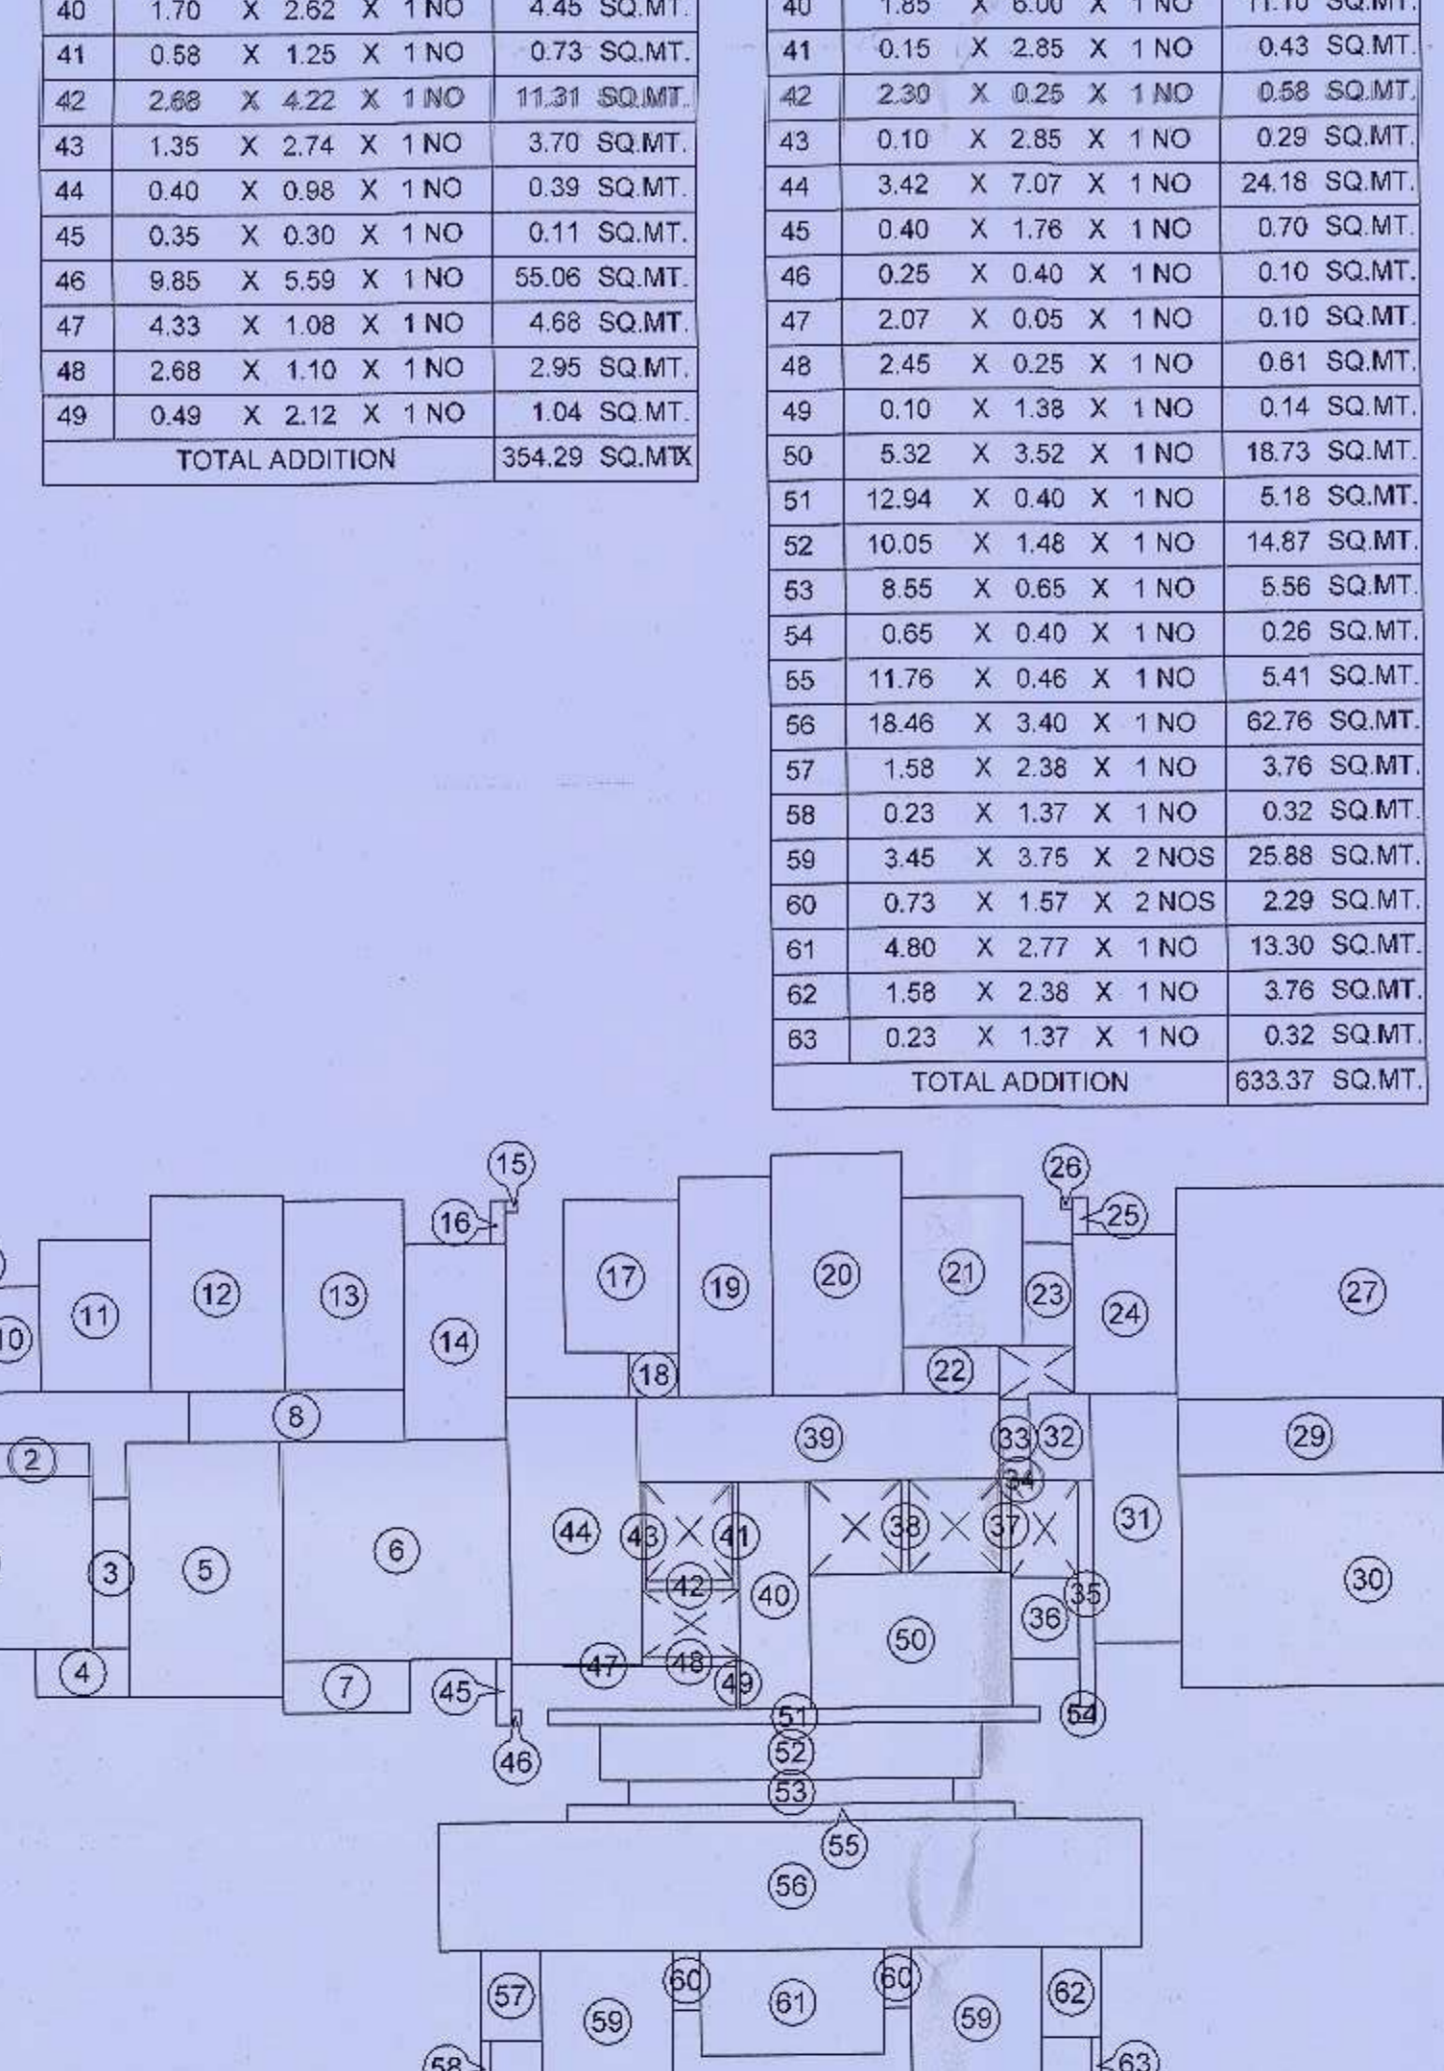 40 1.70 X 2.62 X 1 NO 4.45 SQ.MT.
41 0.58 X 1.25 X 1 NO 0.73 SQ.MT.
42 2.68 X 4.22 X 1 NO 11.31 SQ.MT.
43 1.35 X 2.74 X 1 NO 3.70 SQ.MT.
44 0.40 X 0.98 X 1 NO 0.39 SQ.MT.
45 0.35 X 0.30 X 1 NO 0.11 SQ.MT.
46 9.85 X 5.59 X 1 NO 55.06 SQ.MT.
47 4.33 X 1.08 X 1 NO 4.68 SQ.MT.
48 2.68 X 1.10 X 1 NO 2.95 SQ.MT.
49 0.49 X 2.12 X 1 NO 1.04 SQ.MT.
TOTAL ADDITION 354.29 SQ.MTX
40 1.85 X 6.00 X 1 NO 11.10 SQ.MT.
41 0.15 X 2.85 X 1 NO 0.43 SQ.MT.
42 2.30 X 0.25 X 1 NO 0.58 SQ.MT.
43 0.10 X 2.85 X 1 NO 0.29 SQ.MT.
44 3.42 X 7.07 X 1 NO 24.18 SQ.MT.
45 0.40 X 1.76 X 1 NO 0.70 SQ.MT.
46 0.25 X 0.40 X 1 NO 0.10 SQ.MT.
47 2.07 X 0.05 X 1 NO 0.10 SQ.MT.
48 2.45 X 0.25 X 1 NO 0.61 SQ.MT.
49 0.10 X 1.38 X 1 NO 0.14 SQ.MT.
50 5.32 X 3.52 X 1 NO 18.73 SQ.MT.
51 12.94 X 0.40 X 1 NO 5.18 SQ.MT.
52 10.05 X 1.48 X 1 NO 14.87 SQ.MT.
53 8.55 X 0.65 X 1 NO 5.56 SQ.MT.
54 0.65 X 0.40 X 1 NO 0.26 SQ.MT.
55 11.76 X 0.46 X 1 NO 5.41 SQ.MT.
56 18.46 X 3.40 X 1 NO 62.76 SQ.MT.
57 1.58 X 2.38 X 1 NO 3.76 SQ.MT.
58 0.23 X 1.37 X 1 NO 0.32 SQ.MT.
59 3.45 X 3.75 X 2 NOS 25.88 SQ.MT.
60 0.73 X 1.57 X 2 NOS 2.29 SQ.MT.
61 4.80 X 2.77 X 1 NO 13.30 SQ.MT.
62 1.58 X 2.38 X 1 NO 3.76 SQ.MT.
63 0.23 X 1.37 X 1 NO 0.32 SQ.MT.
TOTAL ADDITION 633.37 SQ.MT.
15 26
16 25
17 19 20 21 23 24 27
10 11 12 13 14
18 22
8
2 39 33 32 29
34
3 5 6 44 43 41 38 37 31
42 40 35 30
36
50
4 7 45 47 48 49
51 54
46 52
53
55
56
57 59 60 61 60 59 62
58 63